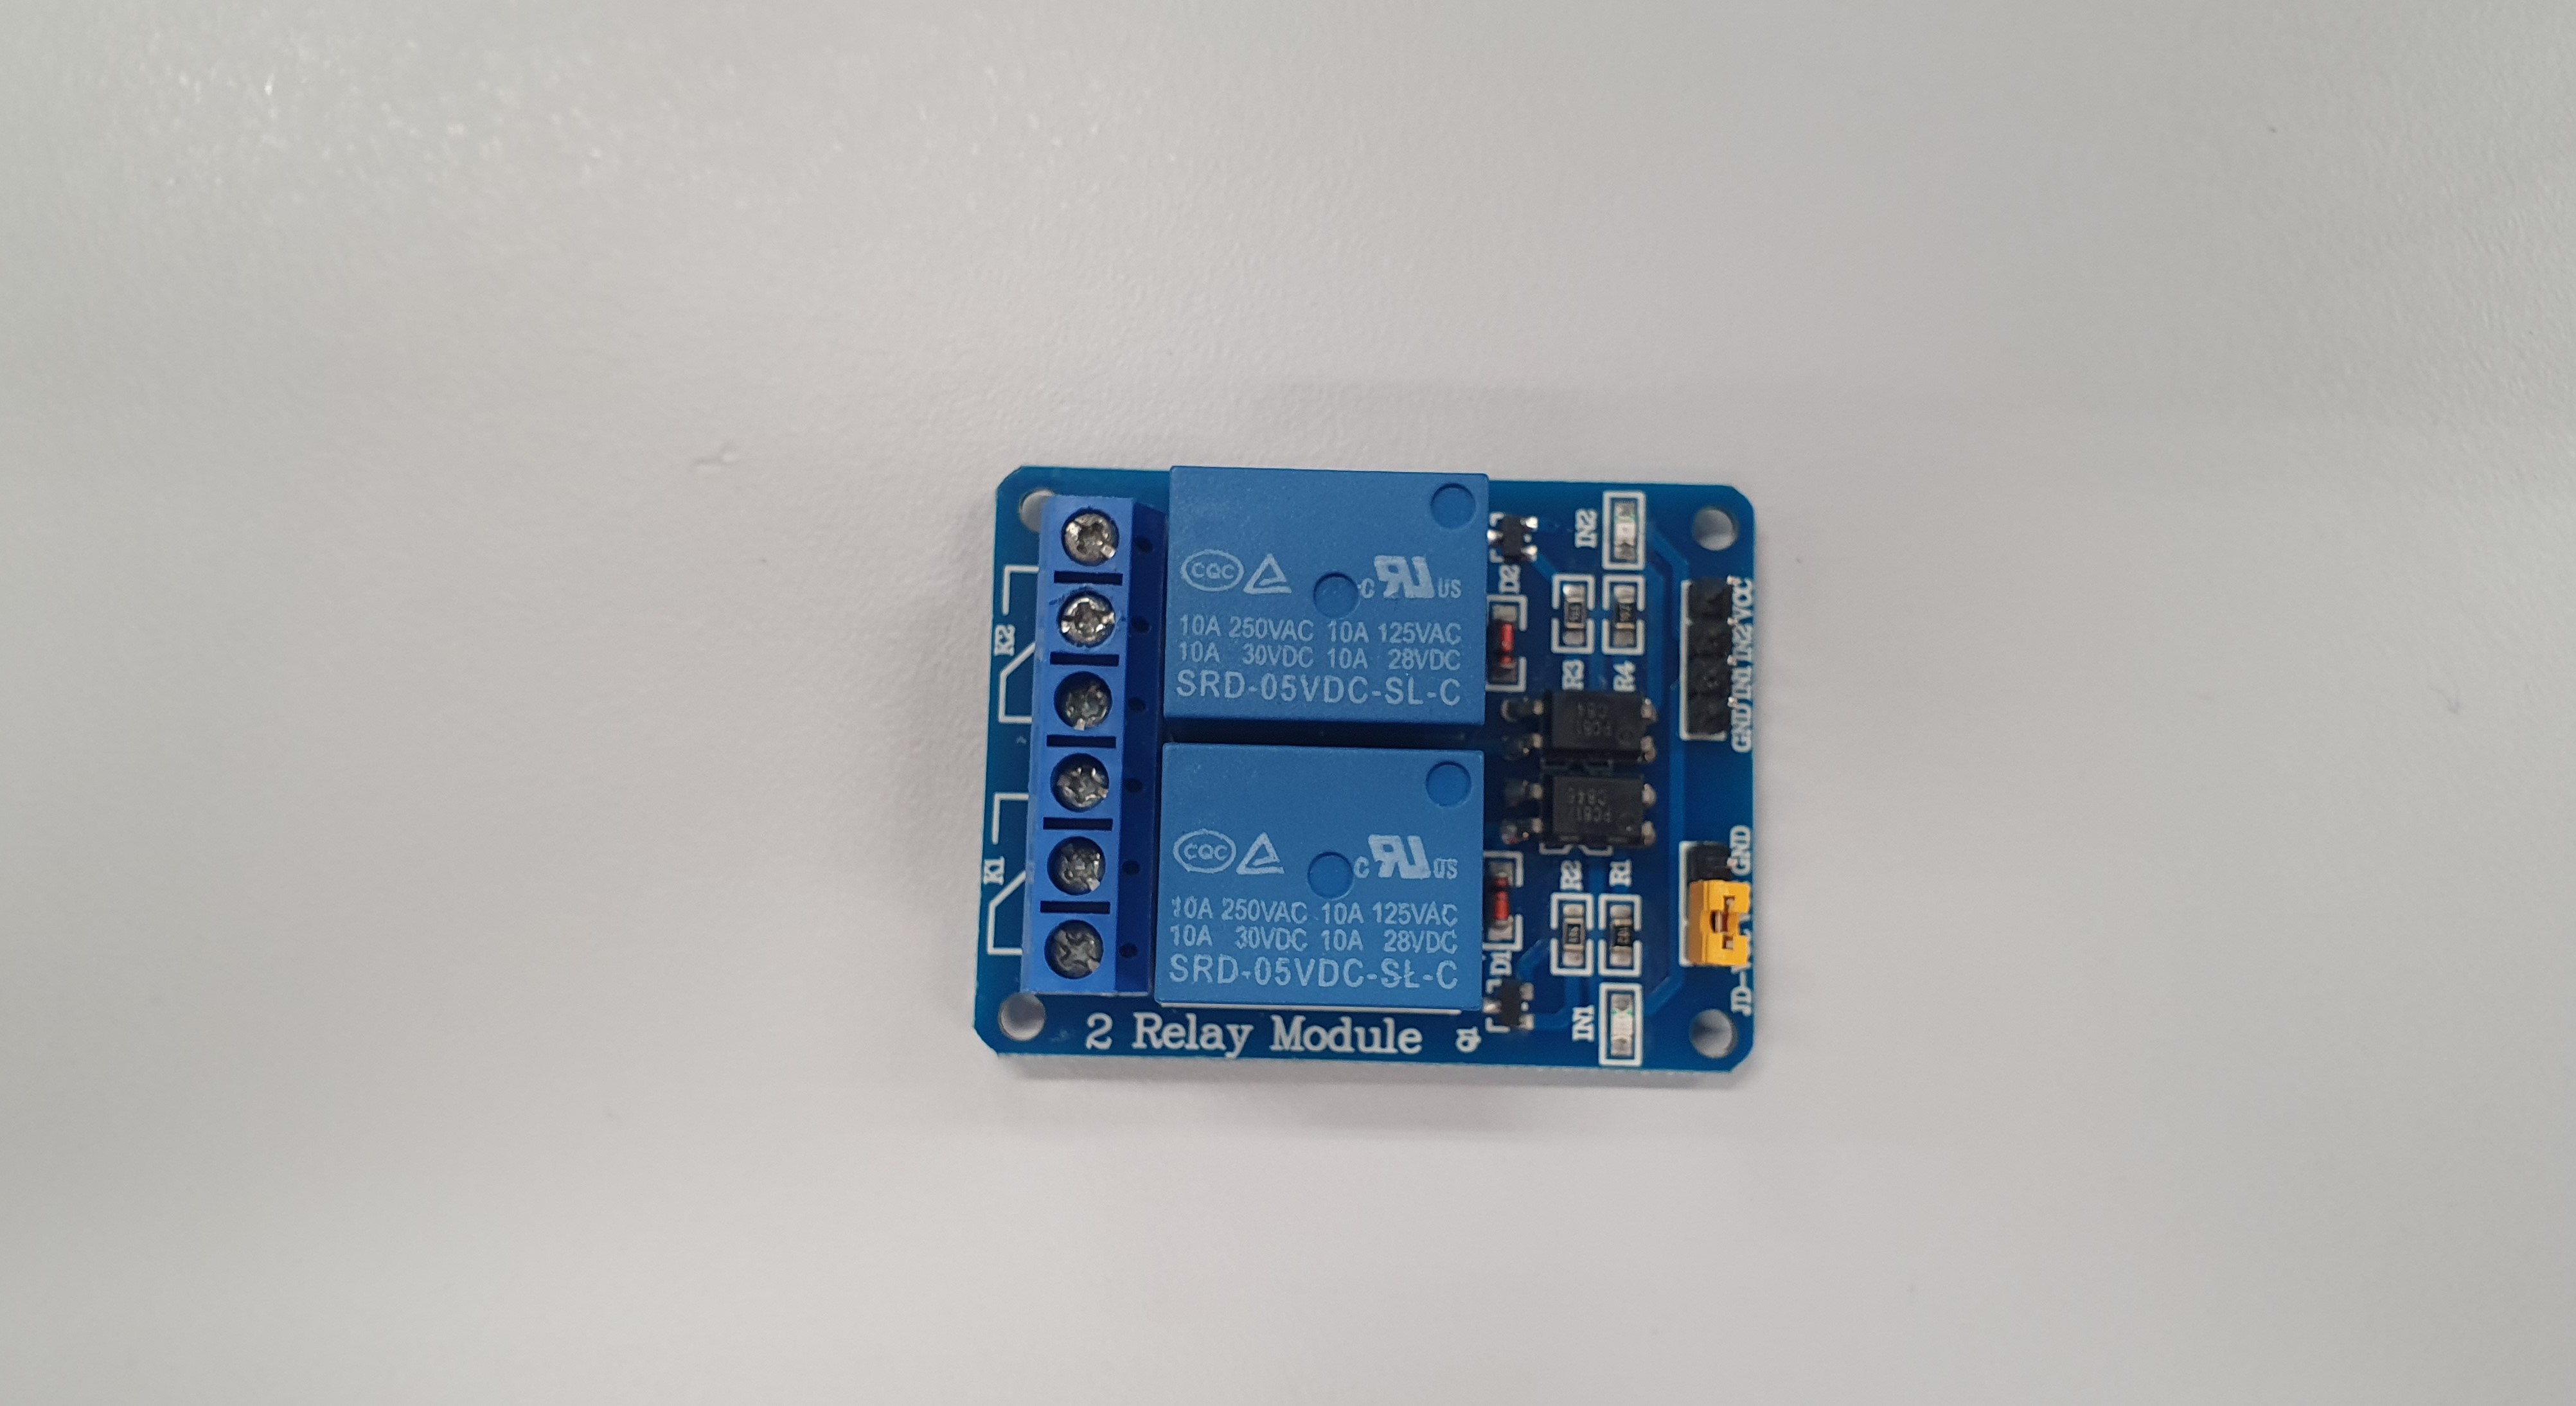 CQC
C US
10A 250VAC 10A 125VAC
10A 30VDC 10A 28VDC
SRD-05VDC-SL-C
CQC
C US
10A 250VAC 10A 125VAC
10A 30VDC 10A 28VDC
SRD-05VDC-SL-C
2 Relay Module
Q1
K2
K1
D2
D1
IN2
R3
R4
R2
R1
IN1
GND IN1 IN2 VCC
GND